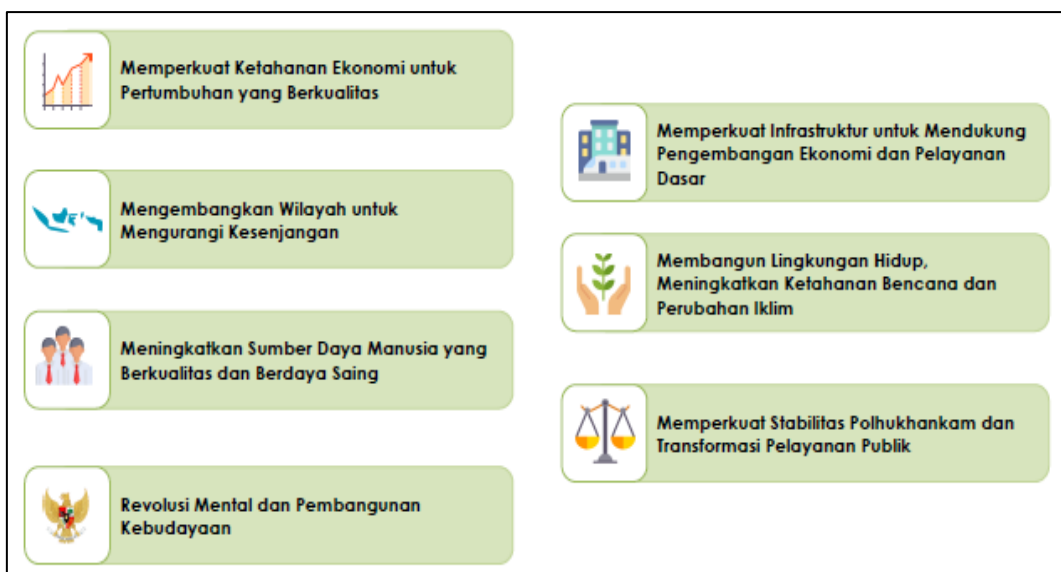 Memperkuat Ketahanan Ekonomi untuk
Pertumbuhan yang Berkualitas
Mengembangkan Wilayah untuk
Mengurangi Kesenjangan
Meningkatkan Sumber Daya Manusia yang
Berkualitas dan Berdaya Saing
Revolusi Mental dan Pembangunan
Kebudayaan
Memperkuat Infrastruktur untuk Mendukung
Pengembangan Ekonomi dan Pelayanan
Dasar
Membangun Lingkungan Hidup,
Meningkatkan Ketahanan Bencana dan
Perubahan Iklim
Memperkuat Stabilitas Polhukhankam dan
Transformasi Pelayanan Publik